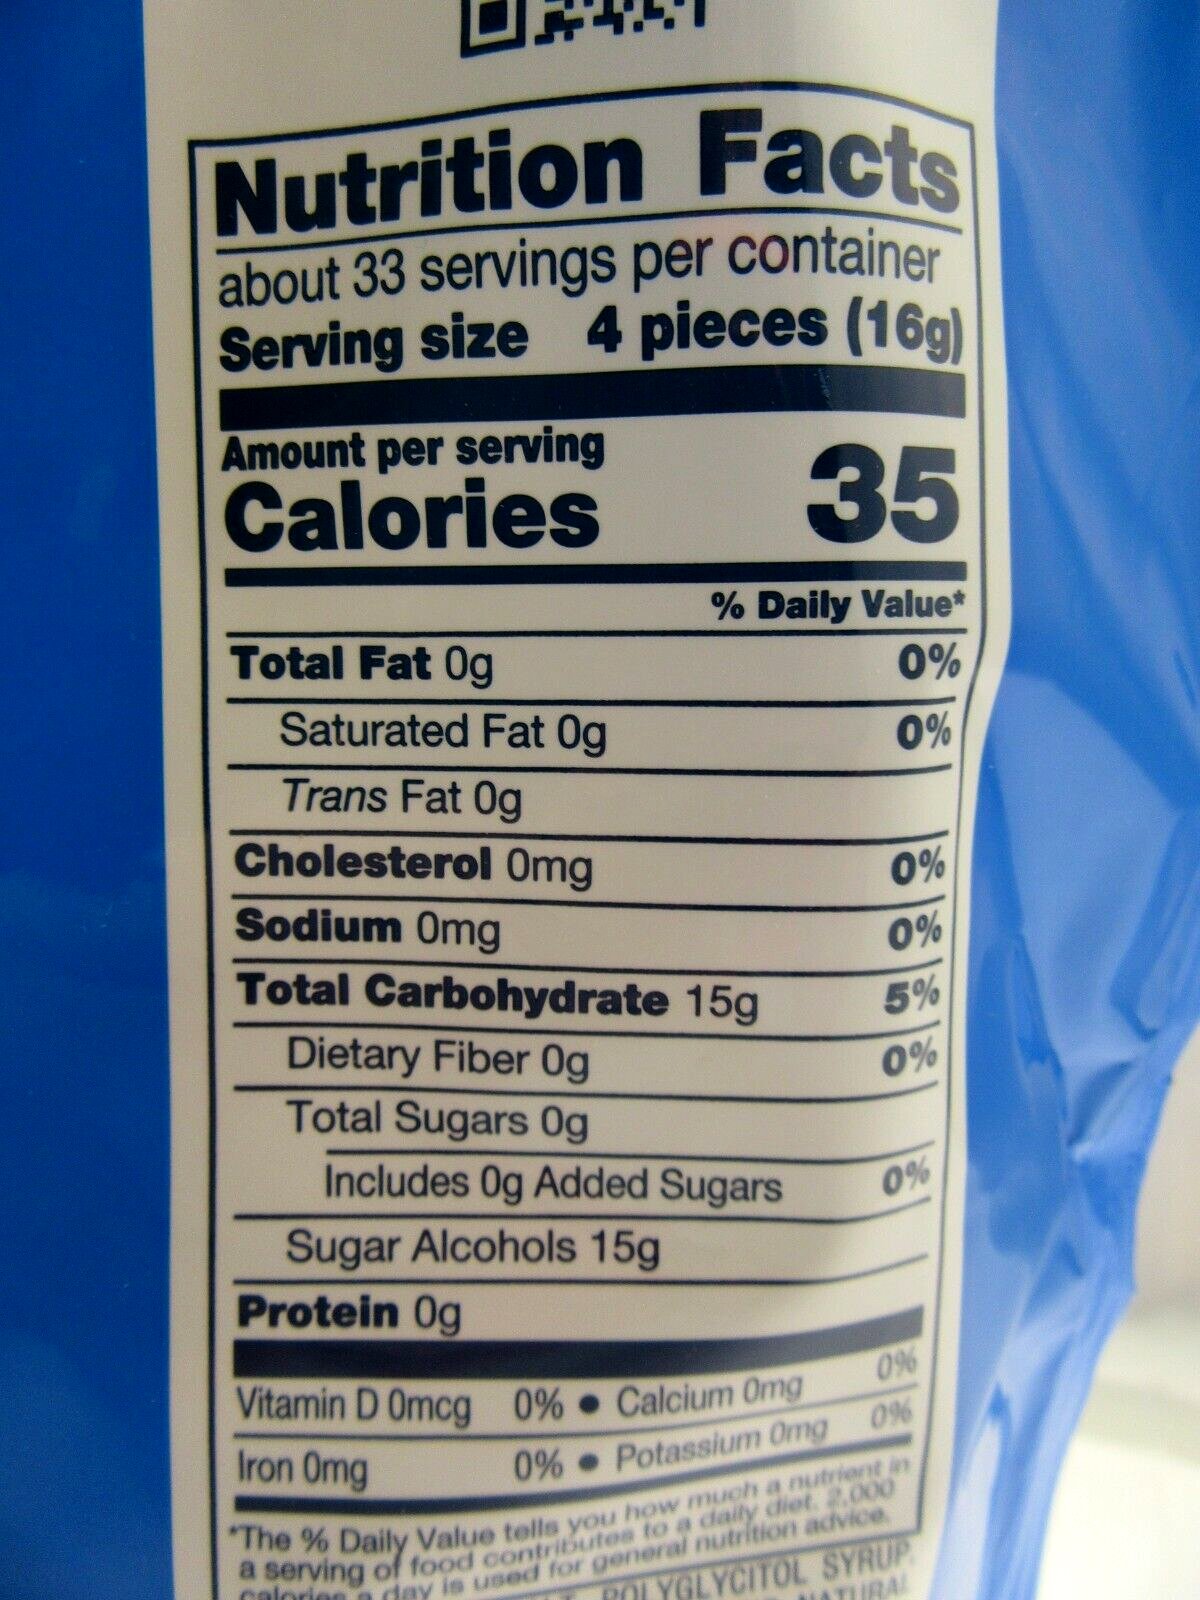 Nutrition Facts
about 33 servings per container
Serving size 4 pieces (16g)
Amount per serving
Calories 35
% Daily Value*
Total Fat 0g 0%
Saturated Fat 0g 0%
Trans Fat 0g
Cholesterol 0mg 0%
Sodium 0mg 0%
Total Carbohydrate 15g 5%
Dietary Fiber 0g 0%
Total Sugars 0g
Includes 0g Added Sugars 0%
Sugar Alcohols 15g
Protein 0g
Vitamin D 0mcg 0% • Calcium 0mg 0%
Iron 0mg 0% • Potassium 0mg 0%
*The % Daily Value tells you how much a nutrient in
a serving of food contributes to a daily diet. 2,000
calories a day is used for general nutrition advice.
POLYGLYCITOL SYRUP,
NATURAL